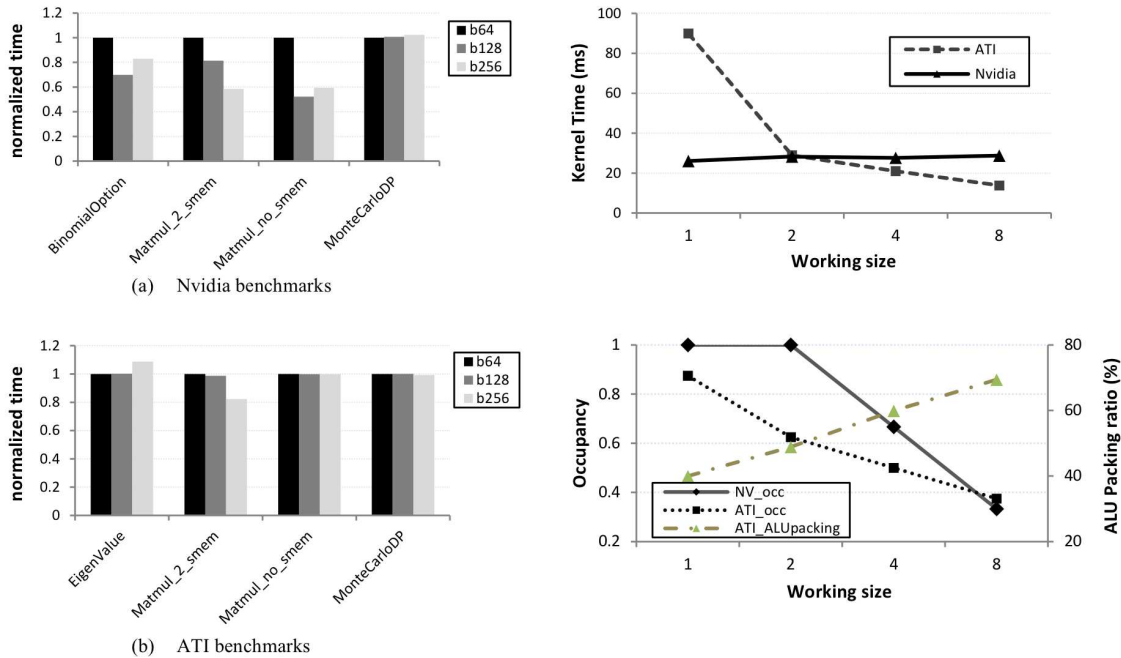 normalized time
1.2
1
0.8
0.6
0.4
0.2
0
b64
b128
b256
BinomialOption
Matmul_2_smem
Matmul_no_smem
MonteCarloDP
(a) Nvidia benchmarks
Kernel Time (ms)
100
80
60
40
20
0
ATI
Nvidia
1 2 4 8
Working size
normalized time
1.2
1
0.8
0.6
0.4
0.2
0
b64
b128
b256
EigenValue
Matmul_2_smem
Matmul_no_smem
MonteCarloDP
(b) ATI benchmarks
Occupancy
1
0.8
0.6
0.4
0.2
NV_occ
ATI_occ
ATI_ALUpacking
80
60
40
20
ALU Packing ratio (%)
1 2 4 8
Working size